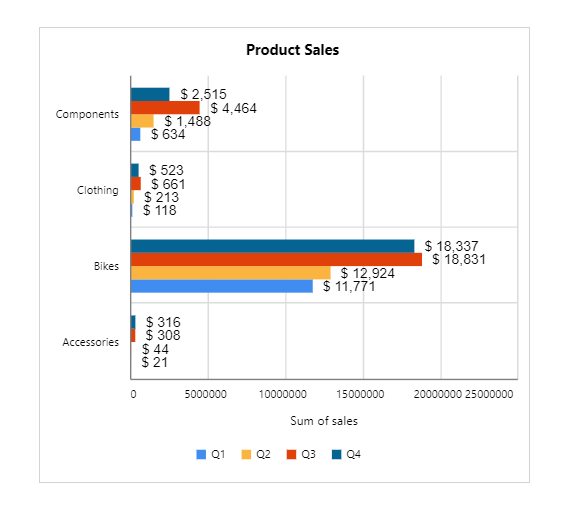 Product Sales
Components
$ 2,515
$ 4,464
$ 1,488
$ 634
Clothing
$ 523
$ 661
$ 213
$ 118
Bikes
$ 18,337
$ 18,831
$ 12,924
$ 11,771
Accessories
$ 316
$ 308
$ 44
$ 21
0 5000000 10000000 15000000 20000000 25000000
Sum of sales
Q1 Q2 Q3 Q4